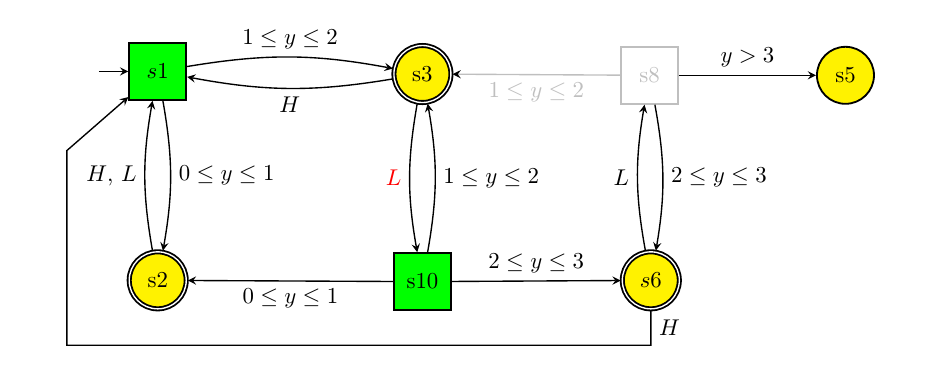 1 ≤ y ≤ 2
s1
s3
s8
y > 3
s5
1 ≤ y ≤ 2
H
H, L
0 ≤ y ≤ 1
L
1 ≤ y ≤ 2
L
2 ≤ y ≤ 3
s2
0 ≤ y ≤ 1
s10
2 ≤ y ≤ 3
s6
H